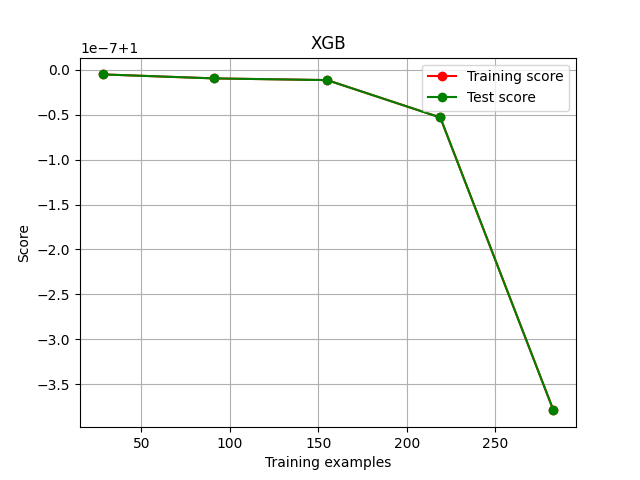 XGB
1e−7+1
0.0
−0.5
−1.0
−1.5
−2.0
−2.5
−3.0
−3.5
Score
Training score
Test score
50
100
150
200
250
Training examples